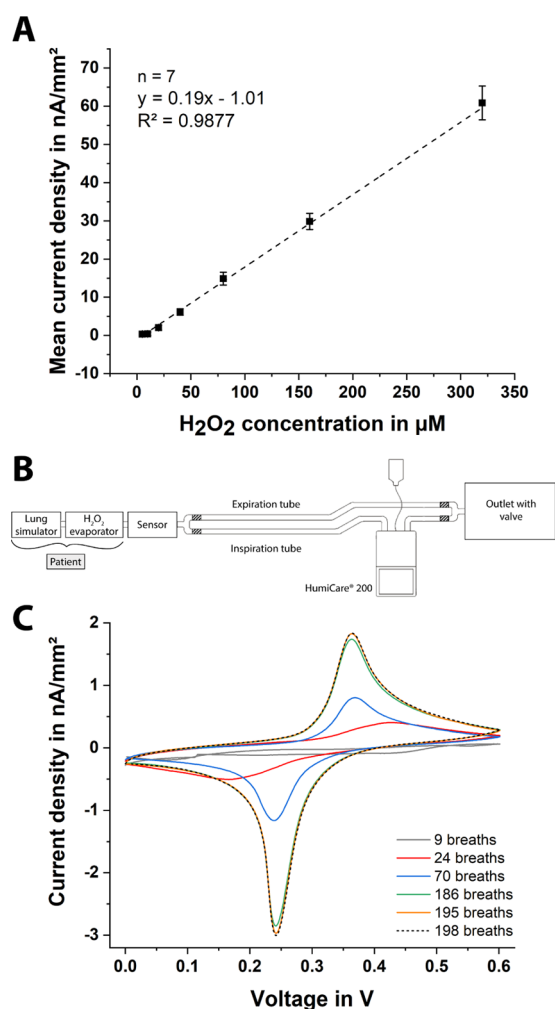 A
n = 7
y = 0.19x - 1.01
R² = 0.9877
Mean current density in nA/mm²
70
60
50
40
30
20
10
0
-10
0 50 100 150 200 250 300 350
H₂O₂ concentration in µM
B
Lung simulator
H₂O₂ evaporator
Sensor
Patient
Expiration tube
Inspiration tube
HumiCare® 200
Outlet with valve
C
Current density in nA/mm²
2
1
0
-1
-2
-3
9 breaths
24 breaths
70 breaths
186 breaths
195 breaths
198 breaths
0.0 0.1 0.2 0.3 0.4 0.5 0.6
Voltage in V